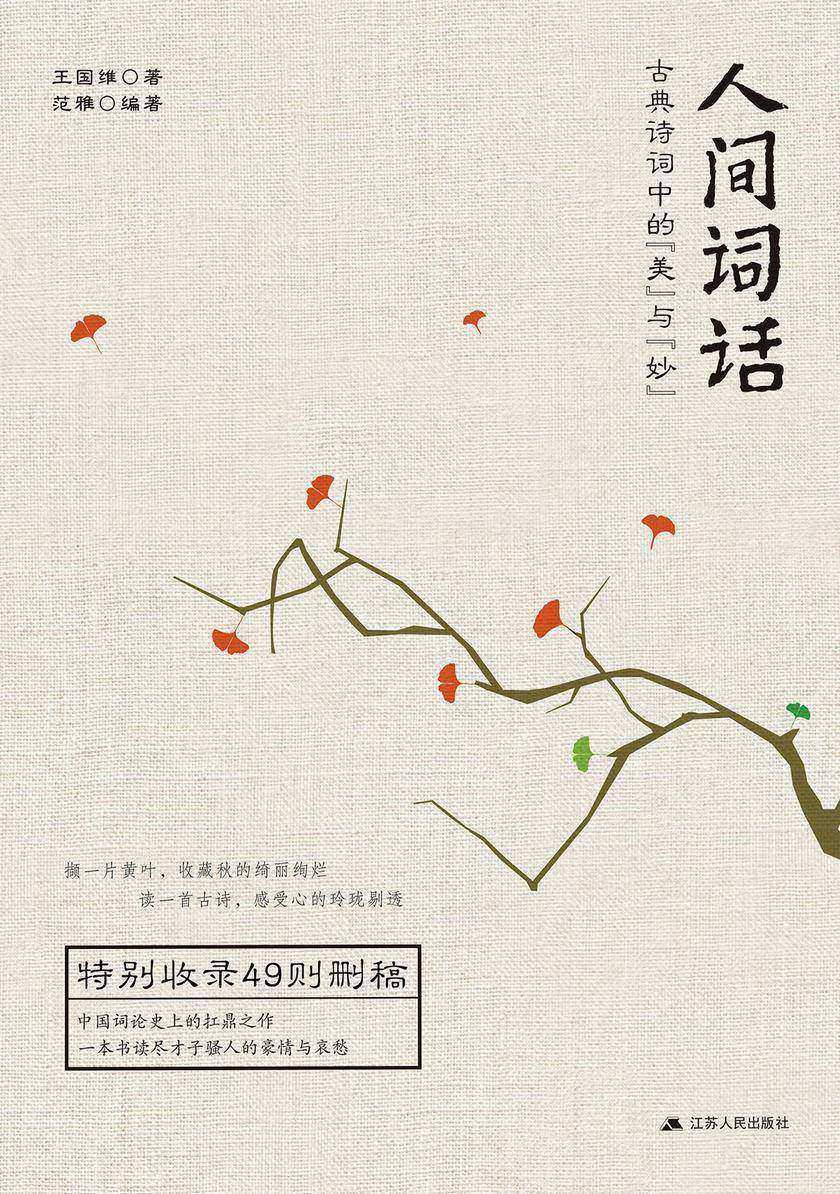 人间词话
古典诗词中的『美』与『妙』
王国维〇著
范雅〇编著
撷一片黄叶，收藏秋的绮丽绚烂
读一首古诗，感受心的玲珑剔透
特别收录49则删稿
中国词论史上的扛鼎之作
一本书读尽才子骚人的豪情与哀愁
江苏人民出版社